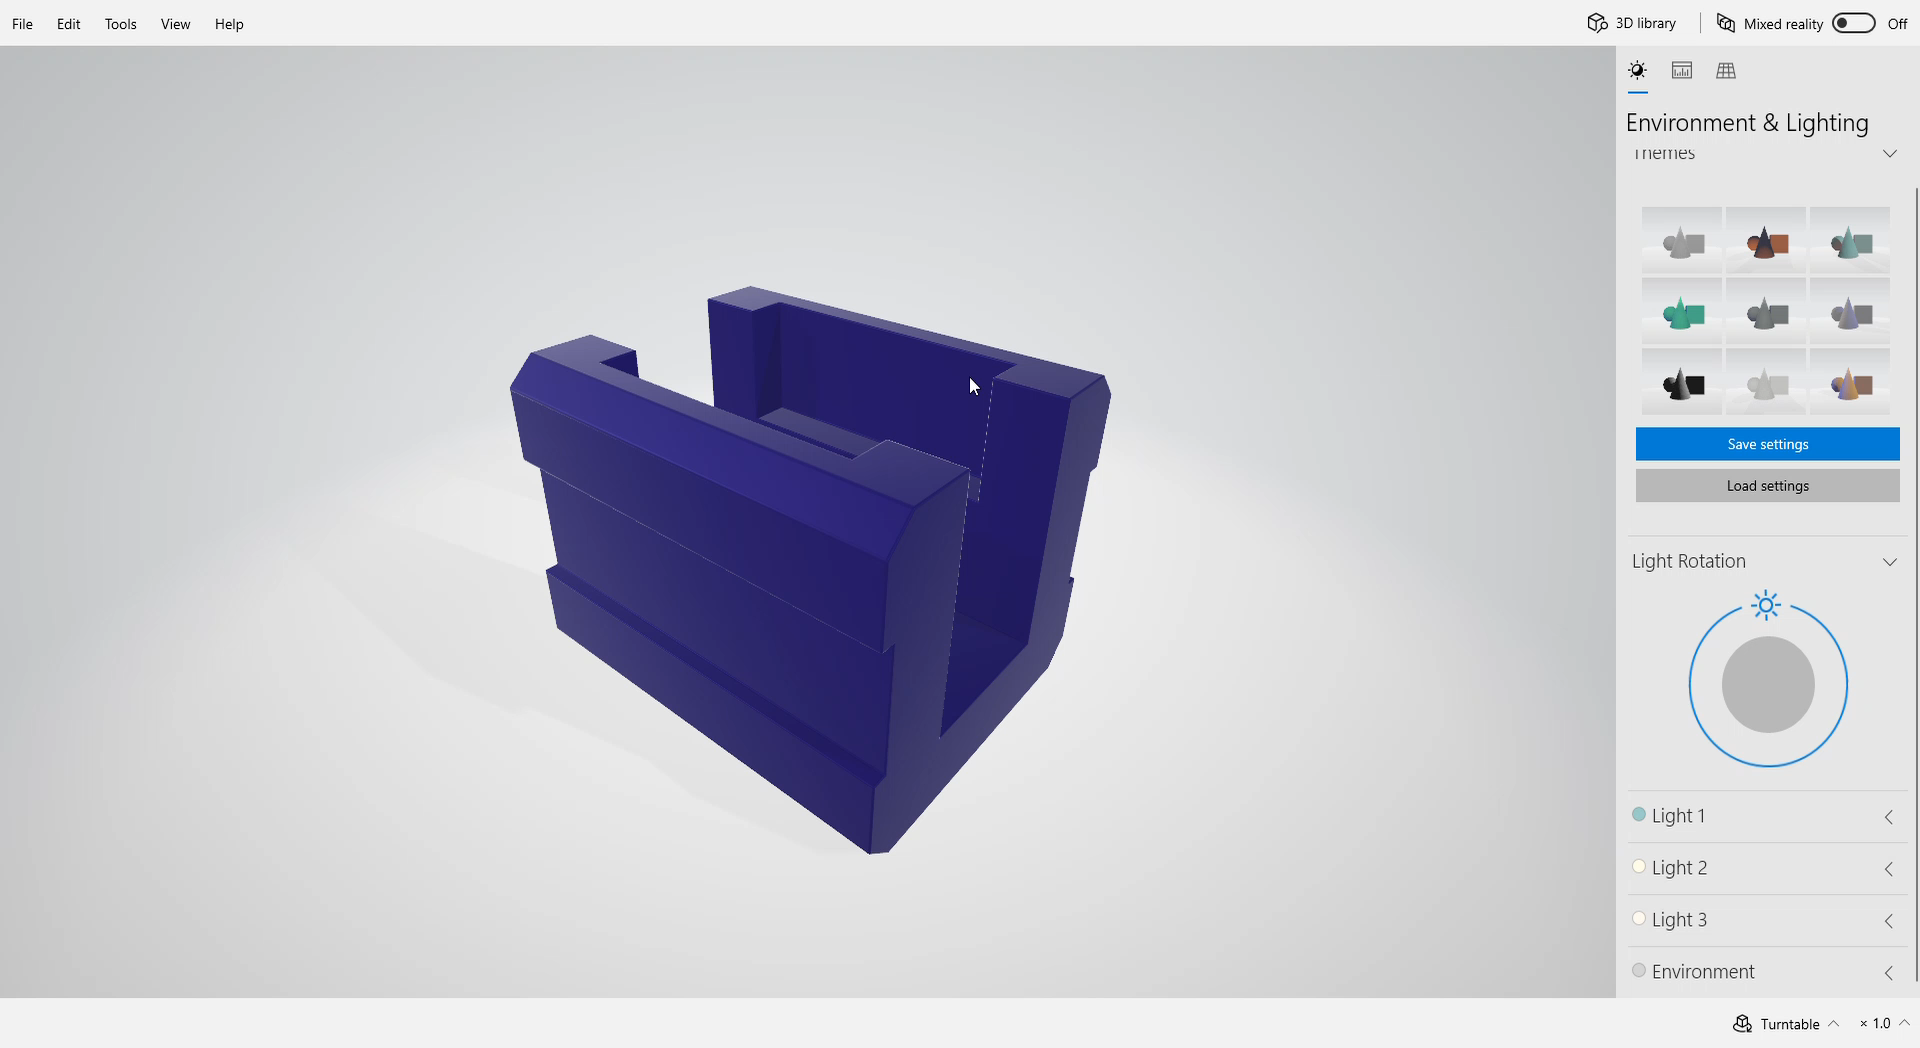 File Edit Tools View Help
3D library
Mixed reality Off
Environment & Lighting
Themes
Save settings
Load settings
Light Rotation
Light 1
Light 2
Light 3
Environment
Turntable
× 1.0